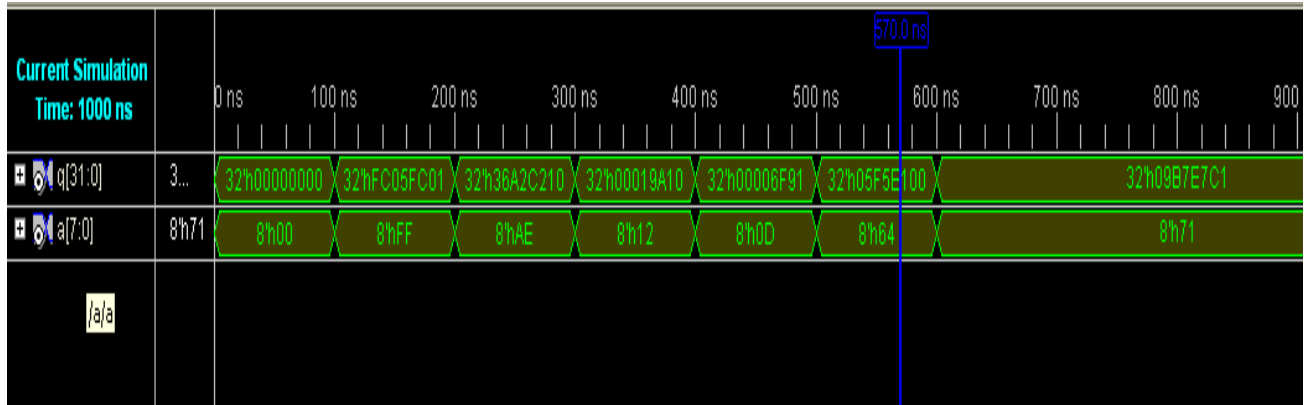 570.0 ns
Current Simulation
Time: 1000 ns
0 ns 100 ns 200 ns 300 ns 400 ns 500 ns 600 ns 700 ns 800 ns 900
q[31:0] 3... 32'h00000000 32'hFC05FC01 32'h36A2C210 32'h00019A10 32'h00006F91 32'h05F5E100 32'h09B7E7C1
a[7:0] 8'h71 8'h00 8'hFF 8'hAE 8'h12 8'h0D 8'h64 8'h71
/a/a